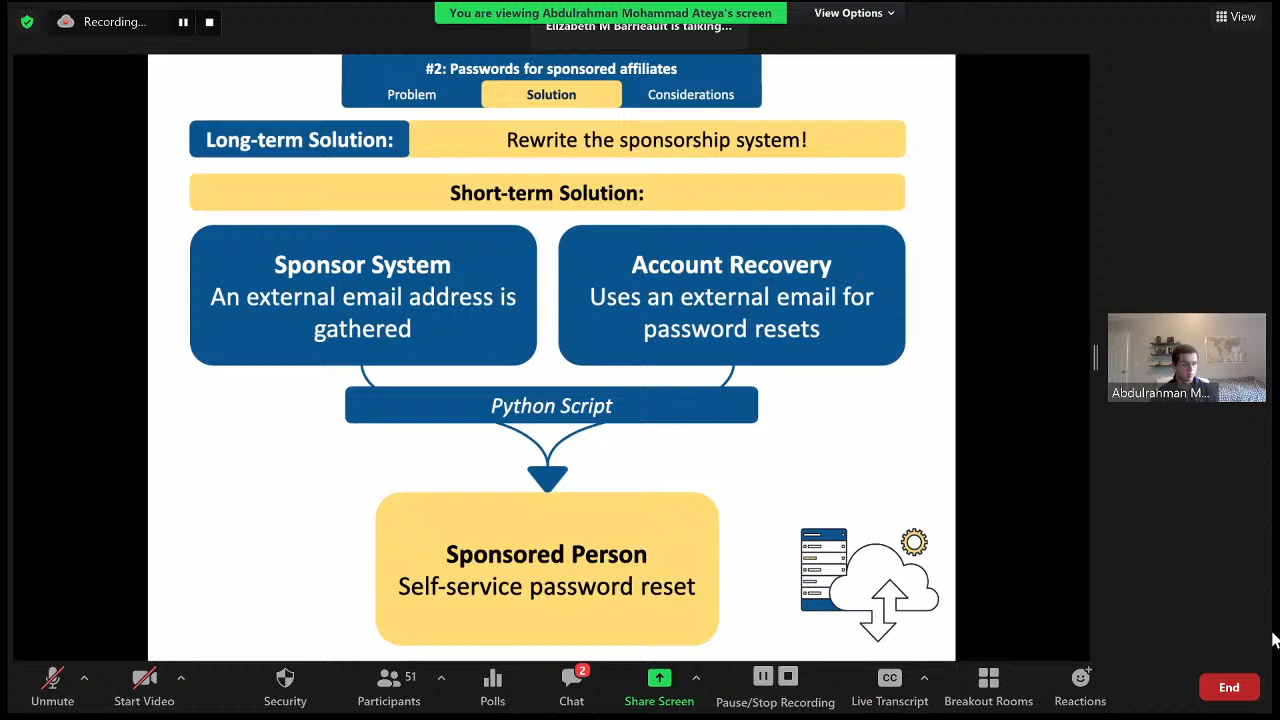 Recording...
You are viewing Abdulrahman Mohammad Ateya's screen
View Options
View
Elizabeth M Barrieault is talking...
#2: Passwords for sponsored affiliates
Problem
Solution
Considerations
Long-term Solution:
Rewrite the sponsorship system!
Short-term Solution:
Sponsor System
An external email address is
gathered
Account Recovery
Uses an external email for
password resets
Python Script
Sponsored Person
Self-service password reset
Abdulrahman M...
Unmute
Start Video
Security
51
Participants
Polls
2
Chat
Share Screen
Pause/Stop Recording
CC
Live Transcript
Breakout Rooms
Reactions
End